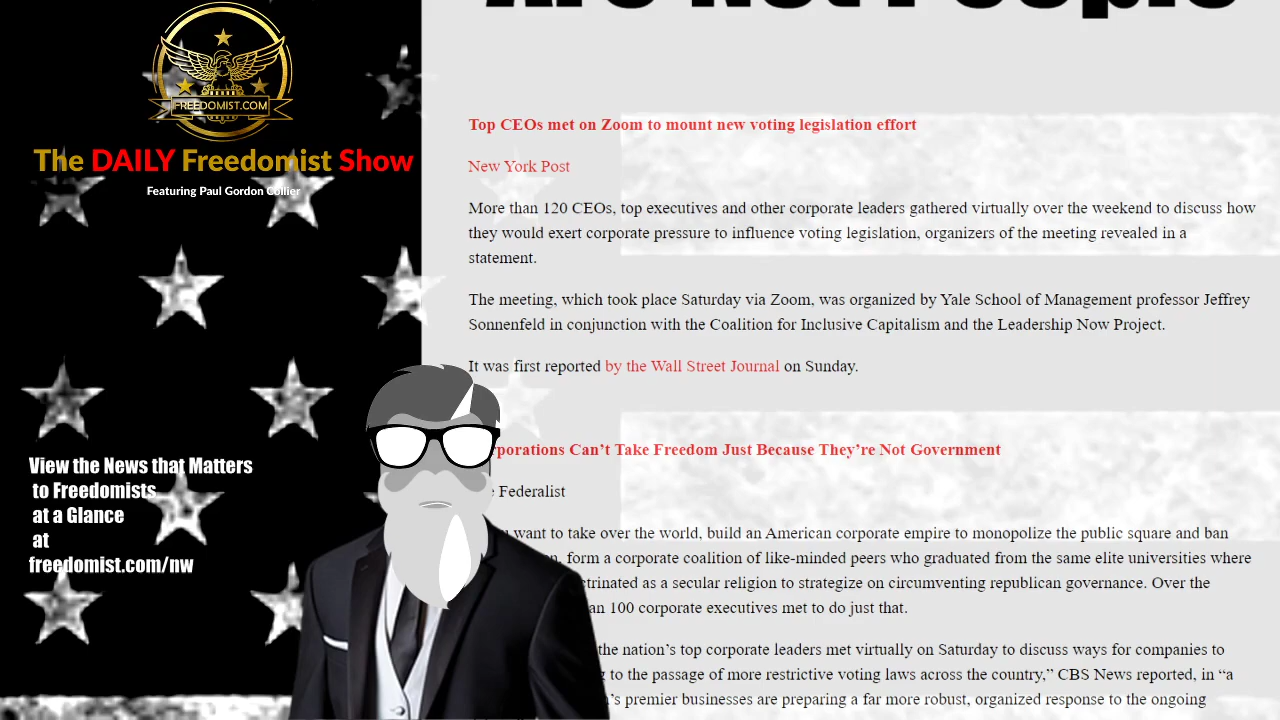 Are Not People
FREEDOMIST.COM
The DAILY Freedomist Show
Featuring Paul Gordon Collier
View the News that Matters
to Freedomists
at a Glance
at
freedomist.com/nw
Top CEOs met on Zoom to mount new voting legislation effort
New York Post
More than 120 CEOs, top executives and other corporate leaders gathered virtually over the weekend to discuss how
they would exert corporate pressure to influence voting legislation, organizers of the meeting revealed in a
statement.
The meeting, which took place Saturday via Zoom, was organized by Yale School of Management professor Jeffrey
Sonnenfeld in conjunction with the Coalition for Inclusive Capitalism and the Leadership Now Project.
It was first reported by the Wall Street Journal on Sunday.
rporations Can’t Take Freedom Just Because They’re Not Government
Federalist
want to take over the world, build an American corporate empire to monopolize the public square and ban
form a corporate coalition of like-minded peers who graduated from the same elite universities where
ctrinated as a secular religion to strategize on circumventing republican governance. Over the
an 100 corporate executives met to do just that.
the nation’s top corporate leaders met virtually on Saturday to discuss ways for companies to
to the passage of more restrictive voting laws across the country,” CBS News reported, in “a
’s premier businesses are preparing a far more robust, organized response to the ongoing